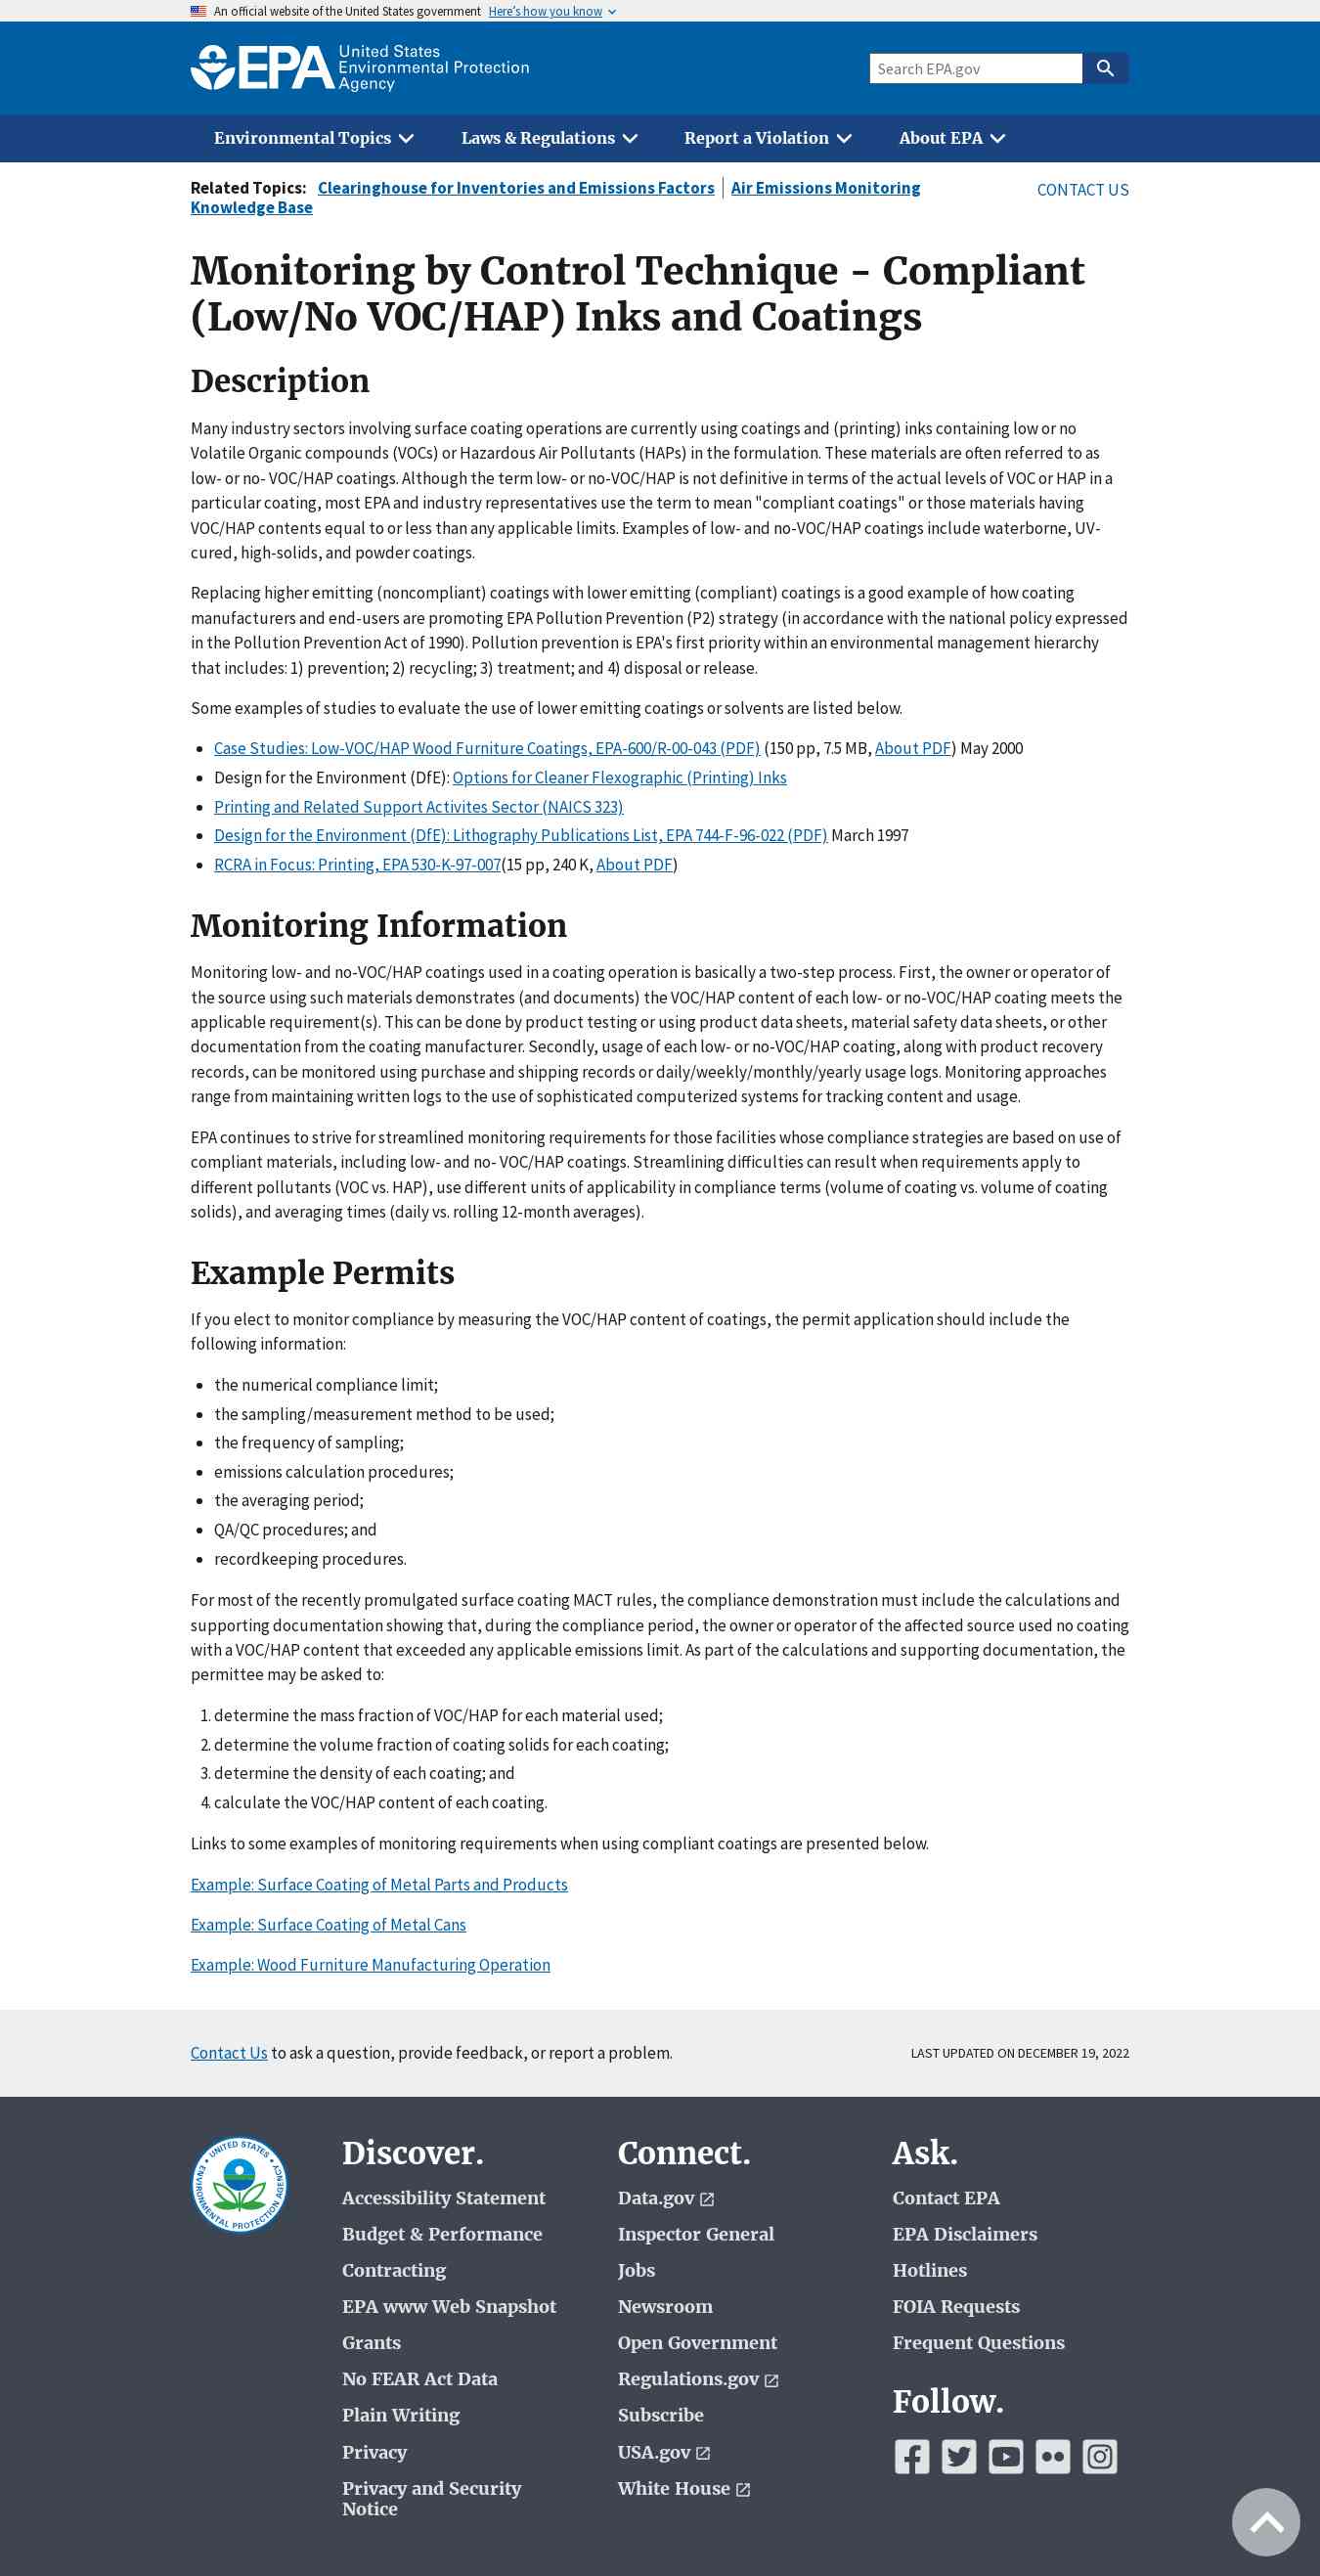 An official website of the United States government Here's how you know
EPA United States
Environmental Protection
Agency
Search EPA.gov
Environmental Topics Laws & Regulations Report a Violation About EPA
Related Topics: Clearinghouse for Inventories and Emissions Factors Air Emissions Monitoring
Knowledge Base
CONTACT US
Monitoring by Control Technique - Compliant
(Low/No VOC/HAP) Inks and Coatings
Description
Many industry sectors involving surface coating operations are currently using coatings and (printing) inks containing low or no
Volatile Organic compounds (VOCs) or Hazardous Air Pollutants (HAPs) in the formulation. These materials are often referred to as
low- or no- VOC/HAP coatings. Although the term low- or no-VOC/HAP is not definitive in terms of the actual levels of VOC or HAP in a
particular coating, most EPA and industry representatives use the term to mean "compliant coatings" or those materials having
VOC/HAP contents equal to or less than any applicable limits. Examples of low- and no-VOC/HAP coatings include waterborne, UV-
cured, high-solids, and powder coatings.
Replacing higher emitting (noncompliant) coatings with lower emitting (compliant) coatings is a good example of how coating
manufacturers and end-users are promoting EPA Pollution Prevention (P2) strategy (in accordance with the national policy expressed
in the Pollution Prevention Act of 1990). Pollution prevention is EPA's first priority within an environmental management hierarchy
that includes: 1) prevention; 2) recycling; 3) treatment; and 4) disposal or release.
Some examples of studies to evaluate the use of lower emitting coatings or solvents are listed below.
Case Studies: Low-VOC/HAP Wood Furniture Coatings, EPA-600/R-00-043 (PDF) (150 pp, 7.5 MB, About PDF) May 2000
Design for the Environment (DfE): Options for Cleaner Flexographic (Printing) Inks
Printing and Related Support Activites Sector (NAICS 323)
Design for the Environment (DfE): Lithography Publications List, EPA 744-F-96-022 (PDF) March 1997
RCRA in Focus: Printing, EPA 530-K-97-007(15 pp, 240 K, About PDF)
Monitoring Information
Monitoring low- and no-VOC/HAP coatings used in a coating operation is basically a two-step process. First, the owner or operator of
the source using such materials demonstrates (and documents) the VOC/HAP content of each low- or no-VOC/HAP coating meets the
applicable requirement(s). This can be done by product testing or using product data sheets, material safety data sheets, or other
documentation from the coating manufacturer. Secondly, usage of each low- or no-VOC/HAP coating, along with product recovery
records, can be monitored using purchase and shipping records or daily/weekly/monthly/yearly usage logs. Monitoring approaches
range from maintaining written logs to the use of sophisticated computerized systems for tracking content and usage.
EPA continues to strive for streamlined monitoring requirements for those facilities whose compliance strategies are based on use of
compliant materials, including low- and no- VOC/HAP coatings. Streamlining difficulties can result when requirements apply to
different pollutants (VOC vs. HAP), use different units of applicability in compliance terms (volume of coating vs. volume of coating
solids), and averaging times (daily vs. rolling 12-month averages).
Example Permits
If you elect to monitor compliance by measuring the VOC/HAP content of coatings, the permit application should include the
following information:
the numerical compliance limit;
the sampling/measurement method to be used;
the frequency of sampling;
emissions calculation procedures;
the averaging period;
QA/QC procedures; and
recordkeeping procedures.
For most of the recently promulgated surface coating MACT rules, the compliance demonstration must include the calculations and
supporting documentation showing that, during the compliance period, the owner or operator of the affected source used no coating
with a VOC/HAP content that exceeded any applicable emissions limit. As part of the calculations and supporting documentation, the
permittee may be asked to:
1. determine the mass fraction of VOC/HAP for each material used;
2. determine the volume fraction of coating solids for each coating;
3. determine the density of each coating; and
4. calculate the VOC/HAP content of each coating.
Links to some examples of monitoring requirements when using compliant coatings are presented below.
Example: Surface Coating of Metal Parts and Products
Example: Surface Coating of Metal Cans
Example: Wood Furniture Manufacturing Operation
Contact Us to ask a question, provide feedback, or report a problem.
LAST UPDATED ON DECEMBER 19, 2022
UNITED STATES
ENVIRONMENTAL PROTECTION AGENCY
Discover.
Accessibility Statement
Budget & Performance
Contracting
EPA www Web Snapshot
Grants
No FEAR Act Data
Plain Writing
Privacy
Privacy and Security
Notice
Connect.
Data.gov
Inspector General
Jobs
Newsroom
Open Government
Regulations.gov
Subscribe
USA.gov
White House
Ask.
Contact EPA
EPA Disclaimers
Hotlines
FOIA Requests
Frequent Questions
Follow.